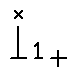 ×
⊥ 1 +